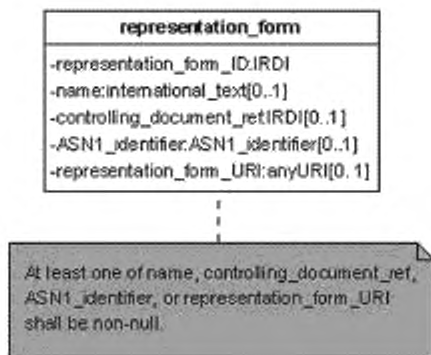 representation_form
-representation_form_ID:IRDI
-name:international_text[0..1]
-controlling_document_ref:IRDI[0..1]
-ASN1_identifier:ASN1_identifier[0..1]
-representation_form_URI:anyURI[0..1]
At least one of name, controlling_document_ref,
ASN1_identifier, or representation_form_URI
shall be non-null.